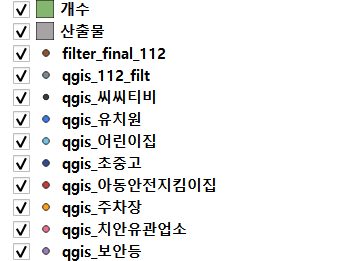 개수
산출물
filter_final_112
qgis_112_filt
qgis_씨씨티비
qgis_유치원
qgis_어린이집
qgis_초중고
qgis_아동안전지킴이집
qgis_주차장
qgis_치안유관업소
qgis_보안등